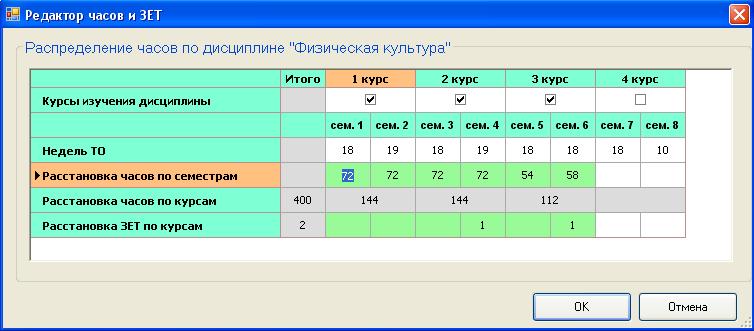 Редактор часов и ЗЕТ
Распределение часов по дисциплине "Физическая культура"
Итого 1 курс 2 курс 3 курс 4 курс
Курсы изучения дисциплины
сем. 1 сем. 2 сем. 3 сем. 4 сем. 5 сем. 6 сем. 7 сем. 8
Недель ТО 18 19 18 19 18 18 18 10
Расстановка часов по семестрам 72 72 72 72 54 58
Расстановка часов по курсам 400 144 144 112
Расстановка ЗЕТ по курсам 2 1 1
OK Отмена